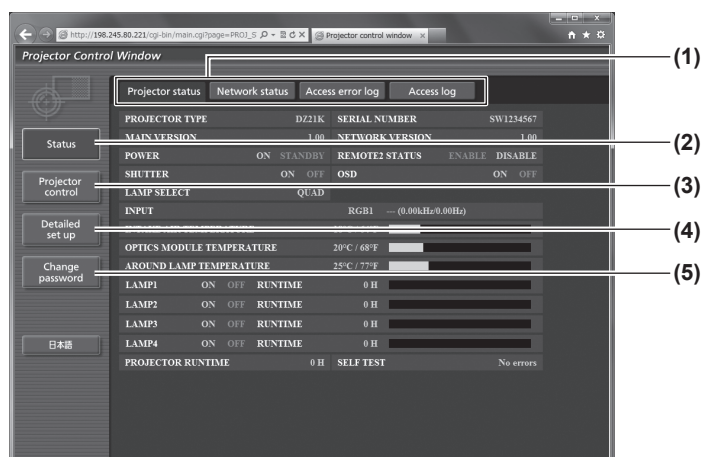 http://198.245.80.221/cgi-bin/main.cgi?page=PROJ_S
Projector control window
Projector Control Window
(1)
Projector status Network status Access error log Access log
PROJECTOR TYPE DZ21K SERIAL NUMBER SW1234567
Status
MAIN VERSION 1.00 NETWORK VERSION 1.00
(2)
POWER ON STANDBY REMOTE2 STATUS ENABLE DISABLE
SHUTTER ON OFF OSD ON OFF
Projector control
(3)
LAMP SELECT QUAD
INPUT RGB1 --- (0.00kHz/0.00Hz)
Detailed set up
(4)
OPTICS MODULE TEMPERATURE 20°C / 68°F
AROUND LAMP TEMPERATURE 25°C / 77°F
Change password
(5)
LAMP1 ON OFF RUNTIME 0 H
LAMP2 ON OFF RUNTIME 0 H
LAMP3 ON OFF RUNTIME 0 H
日本語
LAMP4 ON OFF RUNTIME 0 H
PROJECTOR RUNTIME 0 H SELF TEST No errors